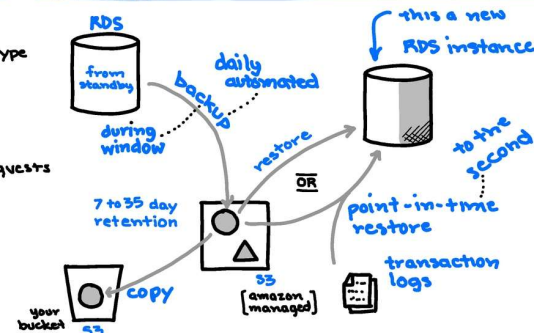 RDS
from
standby
ype
quests
during
window
backup
daily
automated
this a new
RDS instance
restore
OR
to the
second
point-in-time
restore
transaction
logs
7 to 35 day
retention
S3
[amazon
managed]
copy
your
bucket
S3